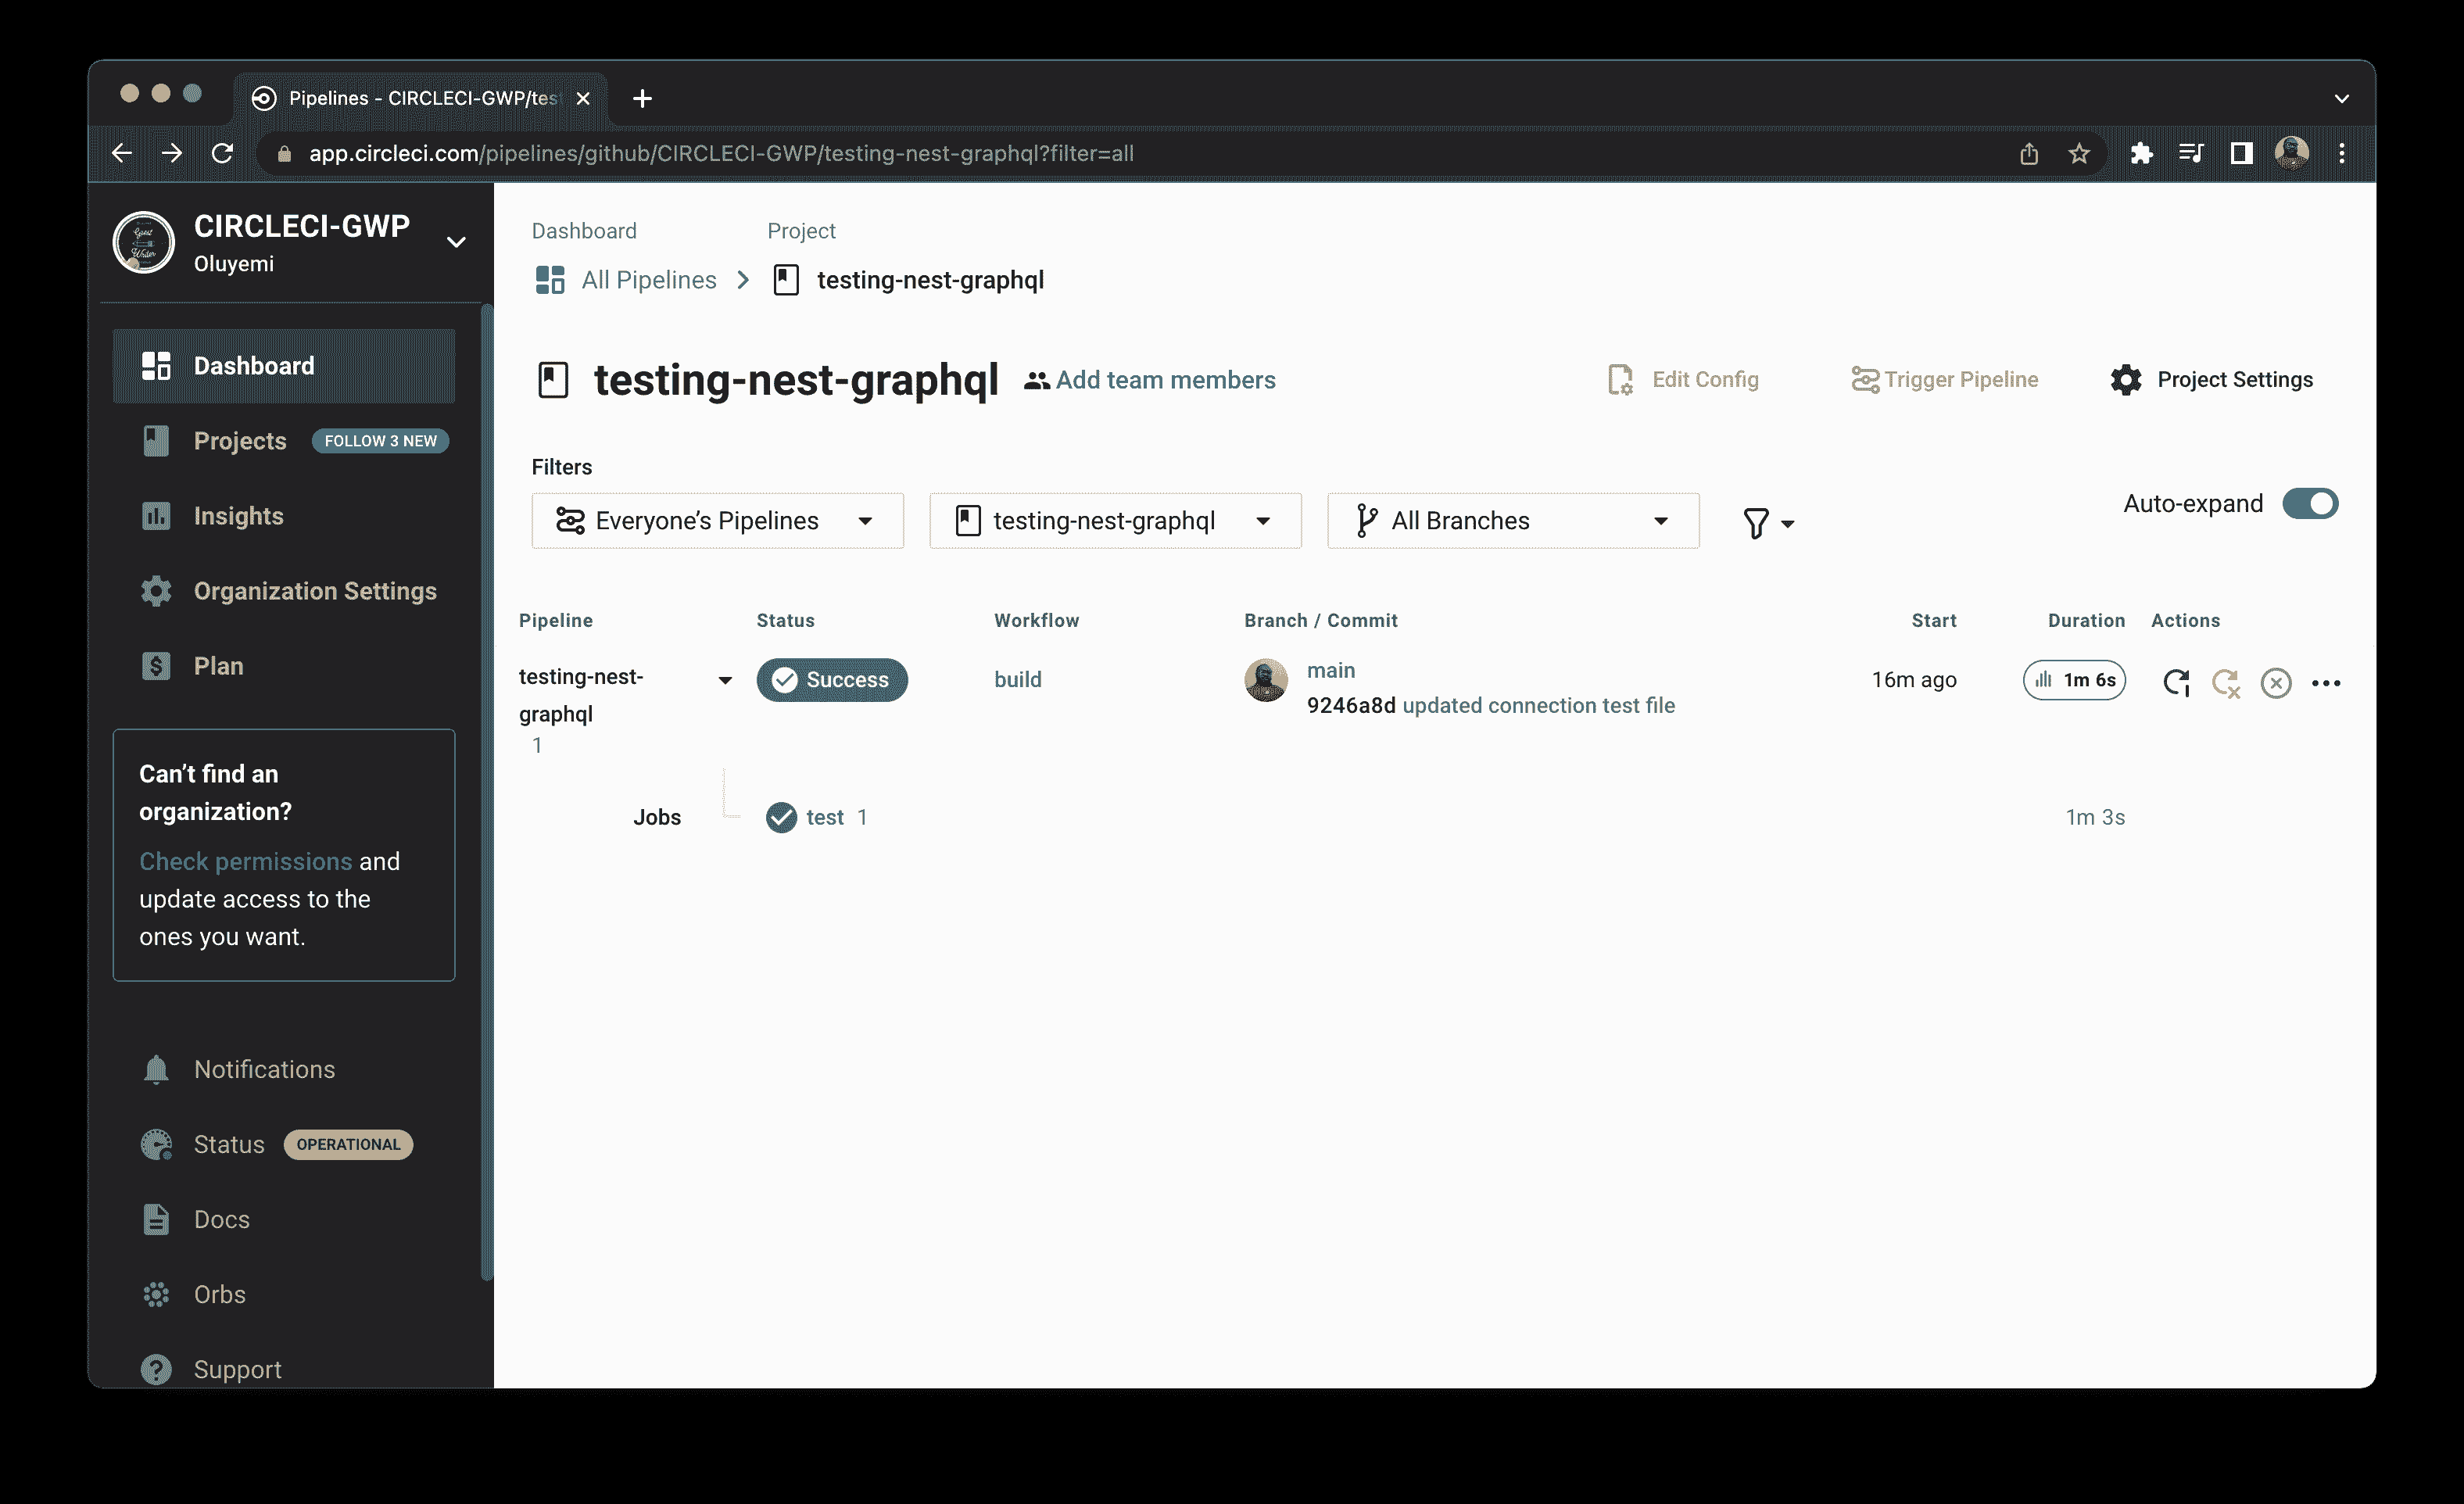 Pipelines - CIRCLECI-GWP/tes
app.circleci.com/pipelines/github/CIRCLECI-GWP/testing-nest-graphql?filter=all
CIRCLECI-GWP
Oluyemi
Guest
Writer
Dashboard
Projects FOLLOW 3 NEW
Insights
Organization Settings
Plan
Can’t find an
organization?
Check permissions and
update access to the
ones you want.
Notifications
Status OPERATIONAL
Docs
Orbs
Support
Dashboard Project
All Pipelines testing-nest-graphql
testing-nest-graphql Add team members Edit Config Trigger Pipeline Project Settings
Filters
Everyone’s Pipelines testing-nest-graphql All Branches Auto-expand
Pipeline Status Workflow Branch / Commit Start Duration Actions
testing-nest-
graphql
1
Success build main
9246a8d updated connection test file
16m ago 1m 6s
Jobs test 1 1m 3s